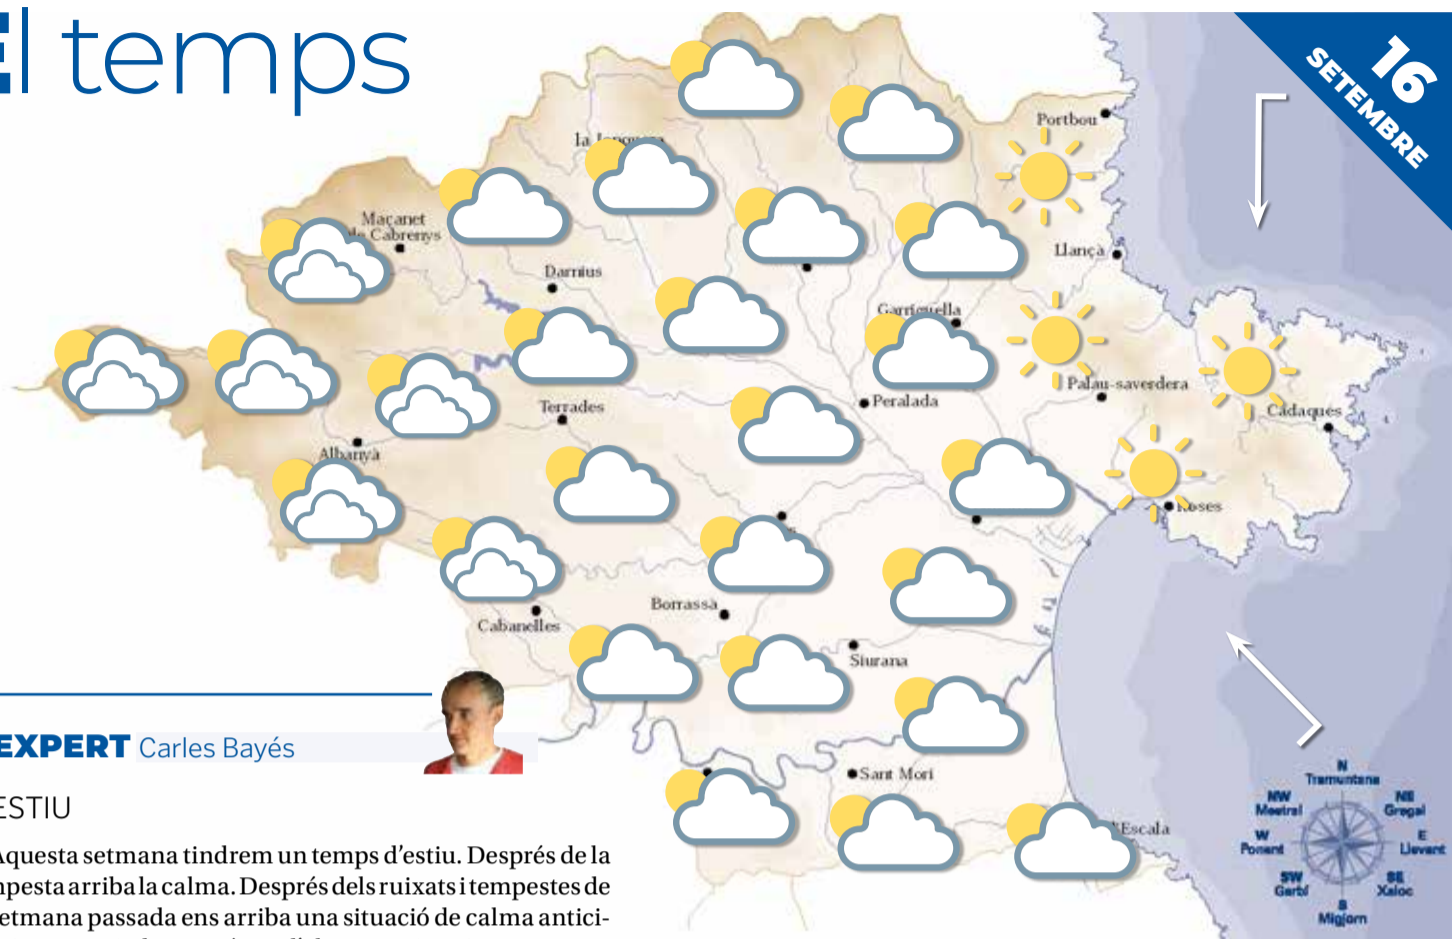 El temps
16
SETEMBRE
Portbou
la Jonquera
Maçanet
de Cabrenys
Llançà
Darnius
Garriguella
Palau-saverdera
Peralada
Cadaqués
Terrades
Albanyà
Roses
Borrassà
Cabanelles
Siurana
Sant Mori
l'Escala
N
Tramuntana
NW
Mestral
NE
Gregal
W
Ponent
E
Llevant
SW
Garbí
SE
Xaloc
S
Migjorn
EXPERT Carles Bayés
ESTIU
Aquesta setmana tindrem un temps d'estiu. Després de la
arriba la calma. Després dels ruixats i tempestes de
setmana passada ens arriba una situació de calma antici-